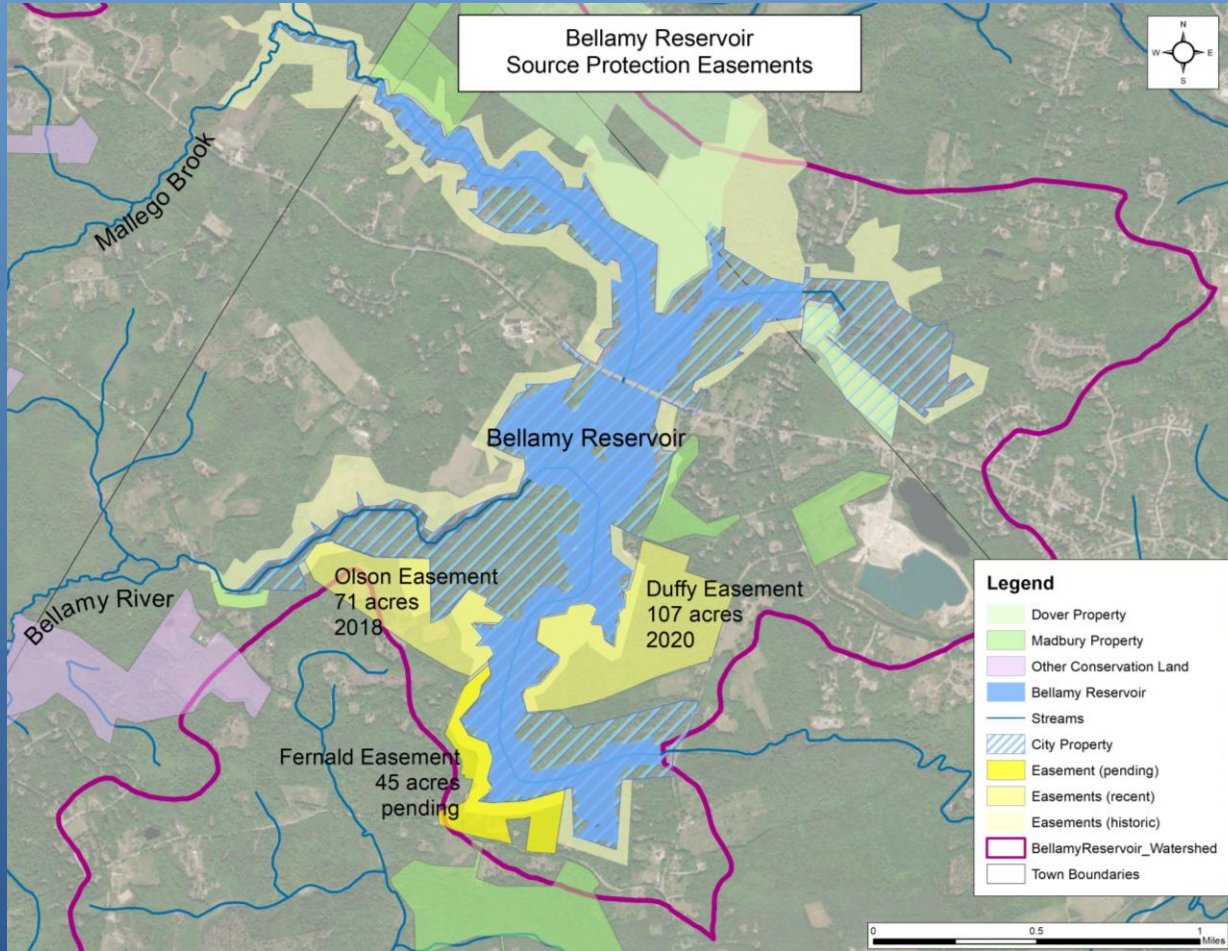 Bellamy Reservoir
Source Protection Easements
N
W E
S
Mallego Brook
Bellamy Reservoir
Olson Easement
71 acres
2018
Duffy Easement
107 acres
2020
Bellamy River
Fernald Easement
45 acres
pending
Legend
Dover Property
Madbury Property
Other Conservation Land
Bellamy Reservoir
Streams
City Property
Easement (pending)
Easements (recent)
Easements (historic)
BellamyReservoir_Watershed
Town Boundaries
0 0.5 1
Miles